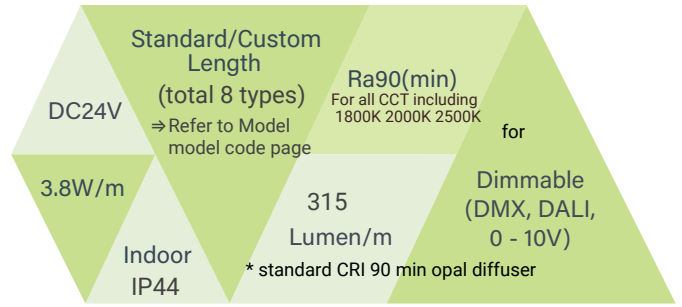 DC24V
Standard/Custom
Length
(total 8 types)
⇒Refer to Model
model code page
Ra90(min)
For all CCT including
1800K 2000K 2500K
for
Dimmable
(DMX, DALI,
0 - 10V)
3.8W/m
Indoor
IP44
315
Lumen/m
* standard CRI 90 min opal diffuser